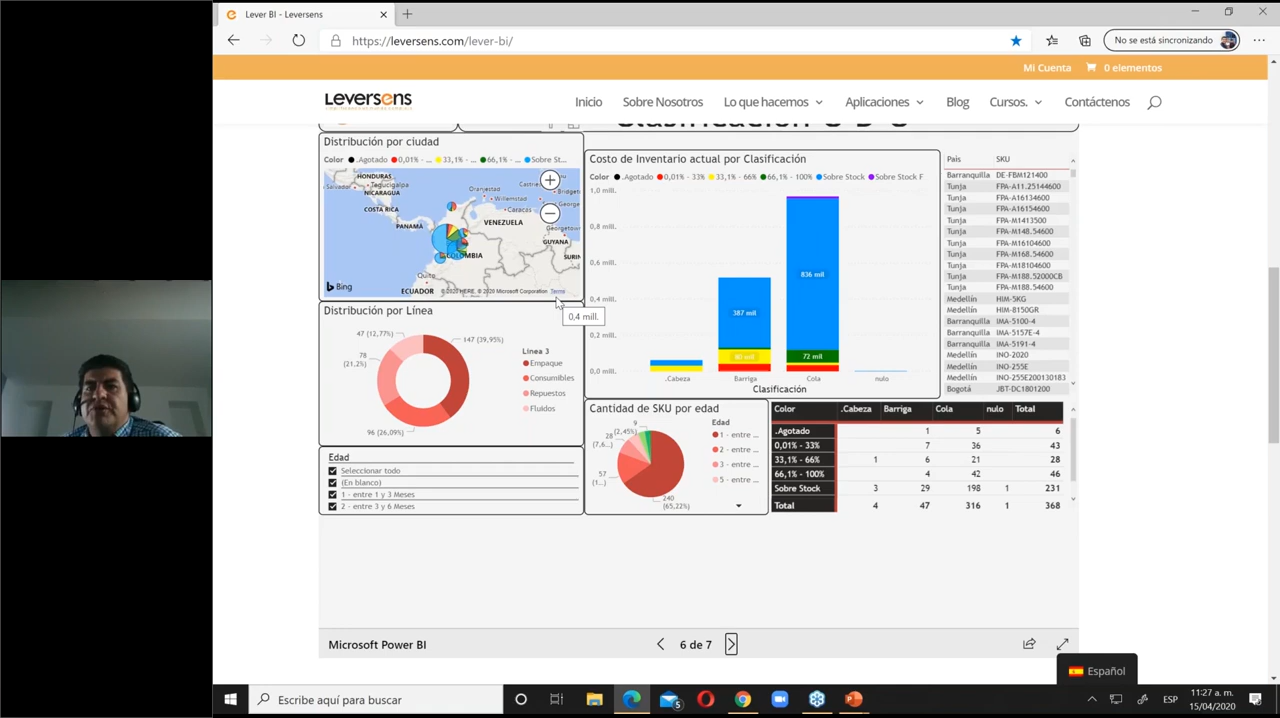 Lever BI - Leversens
https://leversens.com/lever-bi/
No se está sincronizando
Mi Cuenta
0 elementos
Leversens
Inicio
Sobre Nosotros
Lo que hacemos
Aplicaciones
Blog
Cursos.
Contáctenos
Distribución por ciudad
Color .Agotado 0,01% - ... 33,1% - ... 66,1% - ... Sobre St...
HONDURAS
Tegucigalpa
NICARAGUA
COSTA RICA
PANAMÁ
Oranjestad
Willemstad
Caracas
VENEZUELA
Georgetown
GUYANA
COLOMBIA
Quito
ECUADOR
Bing
© 2020 HERE, © 2020 Microsoft Corporation Terms
Distribución por Línea
47 (12,77%)
147 (39,95%)
78
(21,2%)
96 (26,09%)
Línea 3
Empaque
Consumibles
Repuestos
Fluidos
Edad
Seleccionar todo
(En blanco)
1 - entre 1 y 3 Meses
2 - entre 3 y 6 Meses
Costo de Inventario actual por Clasificación
Color .Agotado 0,01% - 33% 33,1% - 66% 66,1% - 100% Sobre Stock Sobre Stock F
1,0 mill.
0,8 mill.
0,6 mill.
0,4 mill.
0,2 mill.
0,0 mill.
387 mil
836 mil
72 mil
.Cabeza
Barriga
Cola
nulo
Clasificación
0,4 mill.
Pais SKU
Barranquilla DE-FBM121400
Tunja FPA-A11.25144600
Tunja FPA-A16134600
Tunja FPA-A16154600
Tunja FPA-M1413500
Tunja FPA-M148.54600
Tunja FPA-M16104600
Tunja FPA-M168.54600
Tunja FPA-M18104600
Tunja FPA-M188.52000CB
Tunja FPA-M188.54600
Medellín HIM-5KG
Medellín HIM-8150GR
Barranquilla IMA-5100-4
Barranquilla IMA-5157E-4
Barranquilla IMA-5191-4
Medellín INO-2020
Medellín INO-255E
Medellín INO-255E200130183
Bogotá JBT-DC1801200
Cantidad de SKU por edad
9
(2,45%)
28
(7,6...)
57
(1...)
240
(65,22%)
Edad
1 - entre ...
2 - entre ...
3 - entre ...
5 - entre ...
Color .Cabeza Barriga Cola nulo Total
.Agotado 1 5 6
0,01% - 33% 7 36 43
33,1% - 66% 1 6 21 28
66,1% - 100% 4 42 46
Sobre Stock 3 29 198 1 231
Total 4 47 316 1 368
Microsoft Power BI
6 de 7
Español
Escribe aquí para buscar
5
ESP
11:27 a. m.
15/04/2020